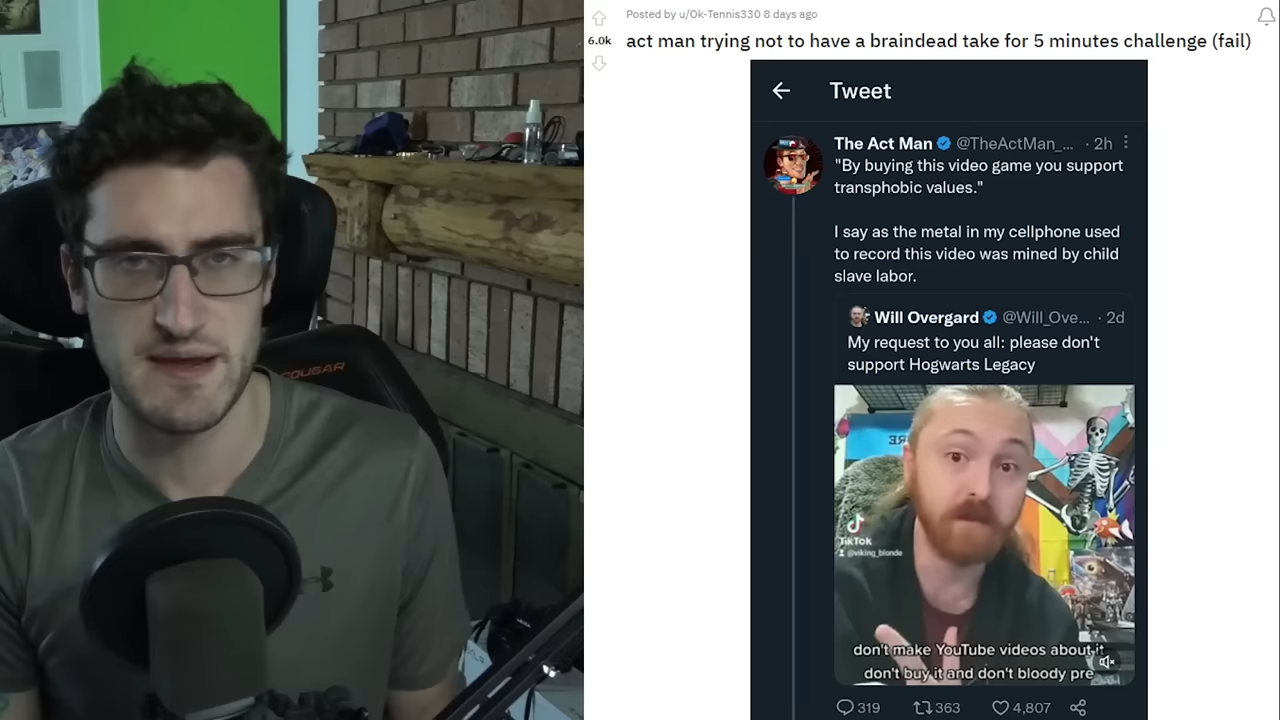 Posted by u/Ok-Tennis330 8 days ago
6.0k
act man trying not to have a braindead take for 5 minutes challenge (fail)
Tweet
The Act Man @TheActMan_... · 2h
"By buying this video game you support
transphobic values."
I say as the metal in my cellphone used
to record this video was mined by child
slave labor.
Will Overgard @Will_Ove... · 2d
My request to you all: please don't
support Hogwarts Legacy
TikTok
@viking_blonde
don't make YouTube videos about it
don't buy it and don't bloody pre
319
363
4,807
COUGAR